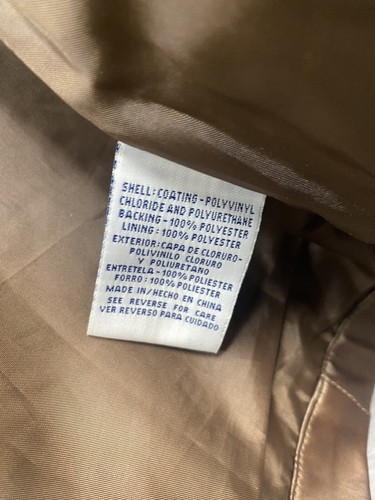 SHELL:COATING-POLYVINYL
CHLORIDE AND POLYURETHANE
BACKING-100% POLYESTER
LINING:100% POLYESTER
EXTERIOR:CAPA DE CLORURO-
POLIVINILO CLORURO
Y POLIURETANO
ENTRETELA-100% POLIESTER
FORRO:100% POLIESTER
MADE IN/HECHO EN CHINA
SEE REVERSE FOR CARE
VER REVERSO PARA CUIDADO